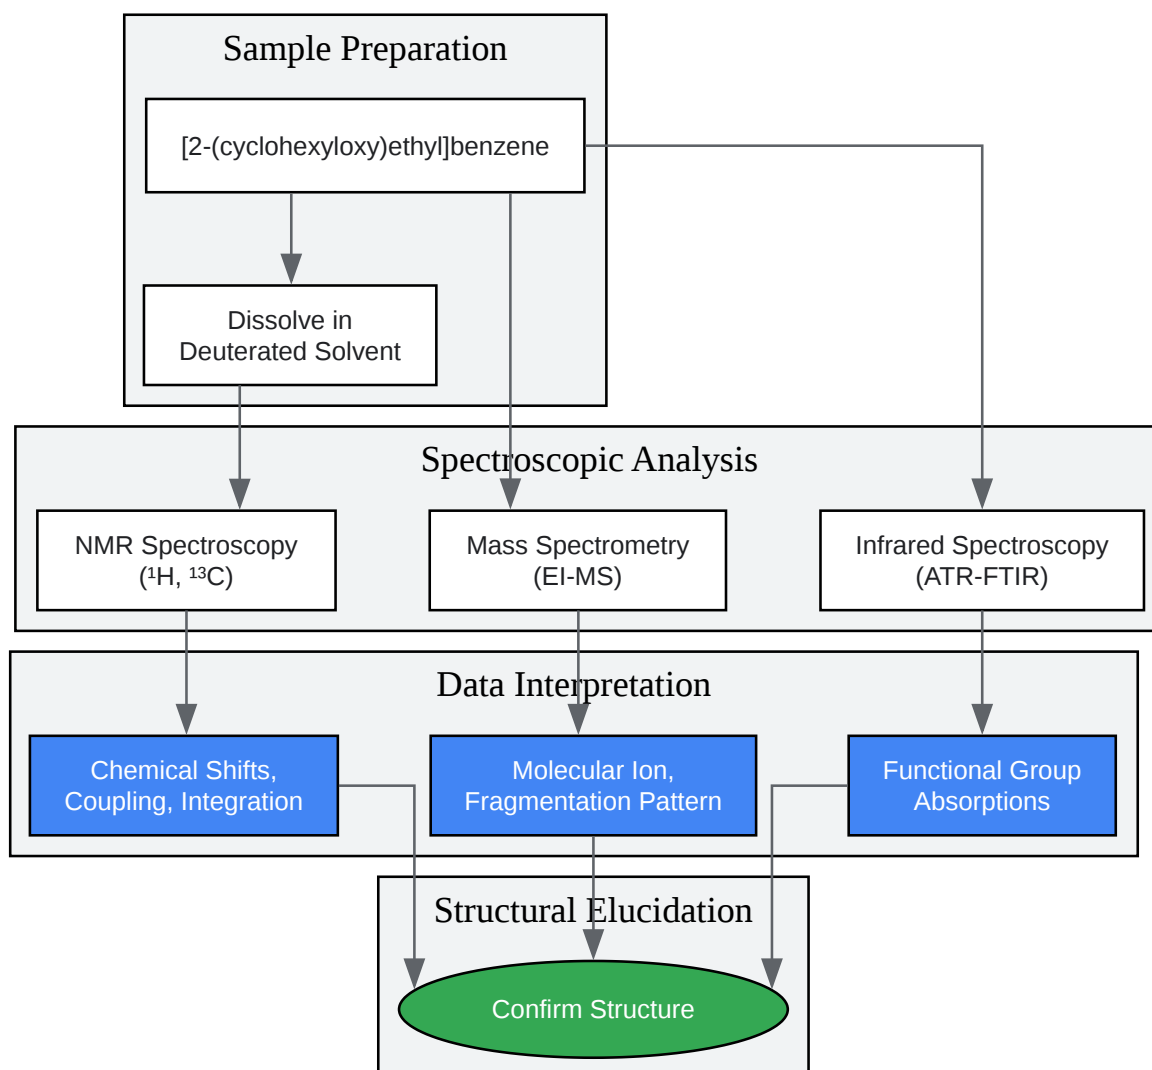 Sample Preparation
[2-(cyclohexyloxy)ethyl]benzene
Dissolve in
Deuterated Solvent
Spectroscopic Analysis
NMR Spectroscopy
(¹H, ¹³C)
Mass Spectrometry
(EI-MS)
Infrared Spectroscopy
(ATR-FTIR)
Data Interpretation
Chemical Shifts,
Coupling, Integration
Molecular Ion,
Fragmentation Pattern
Functional Group
Absorptions
Structural Elucidation
Confirm Structure